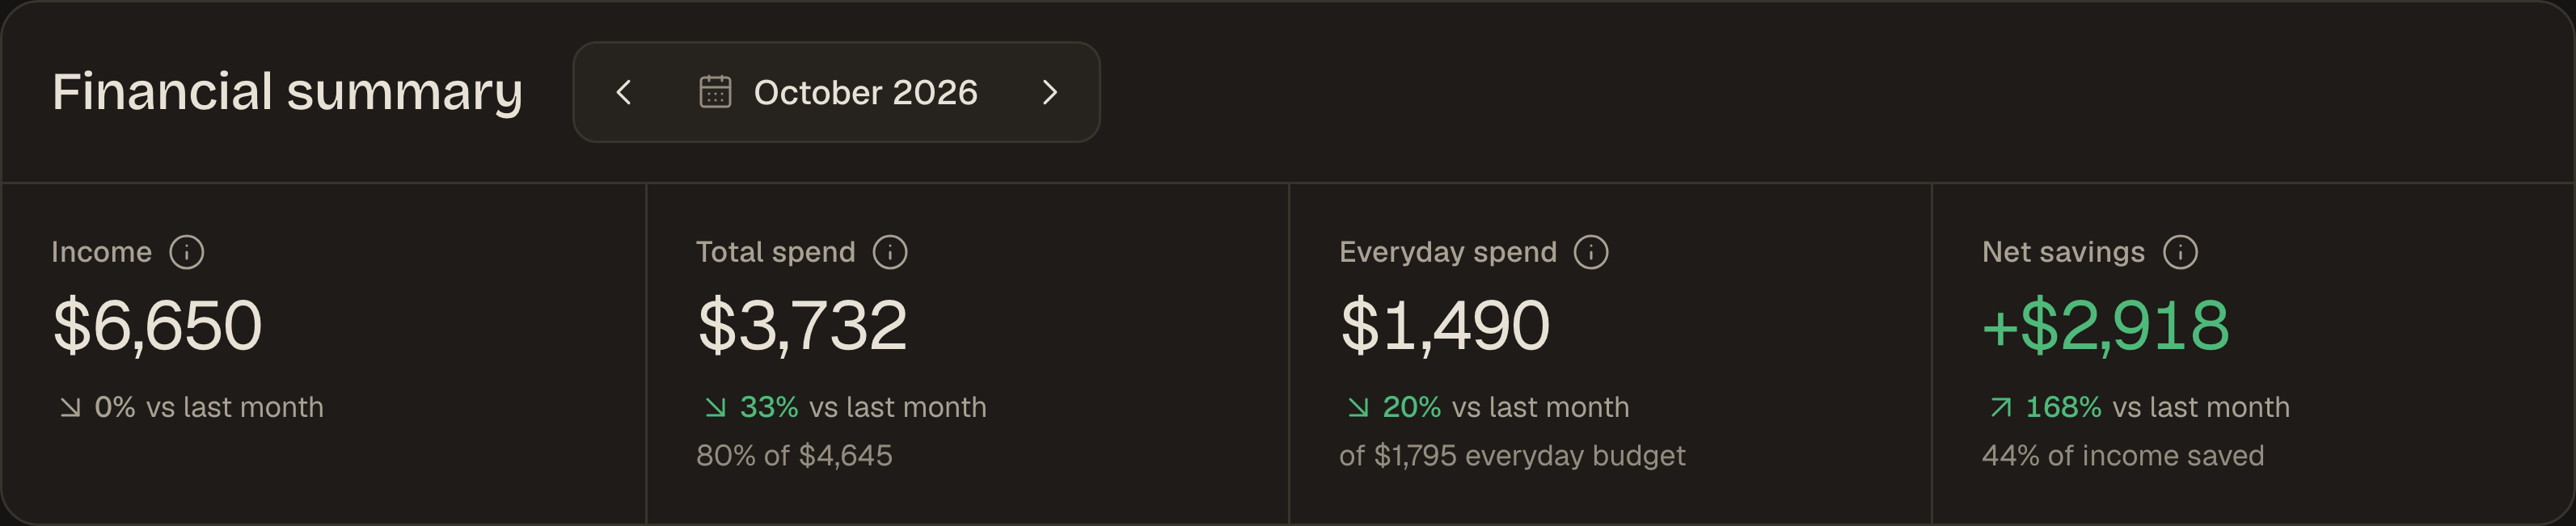 Financial summary
October 2026
Income
$6,650
0% vs last month
Total spend
$3,732
33% vs last month
80% of $4,645
Everyday spend
$1,490
20% vs last month
of $1,795 everyday budget
Net savings
+$2,918
168% vs last month
44% of income saved